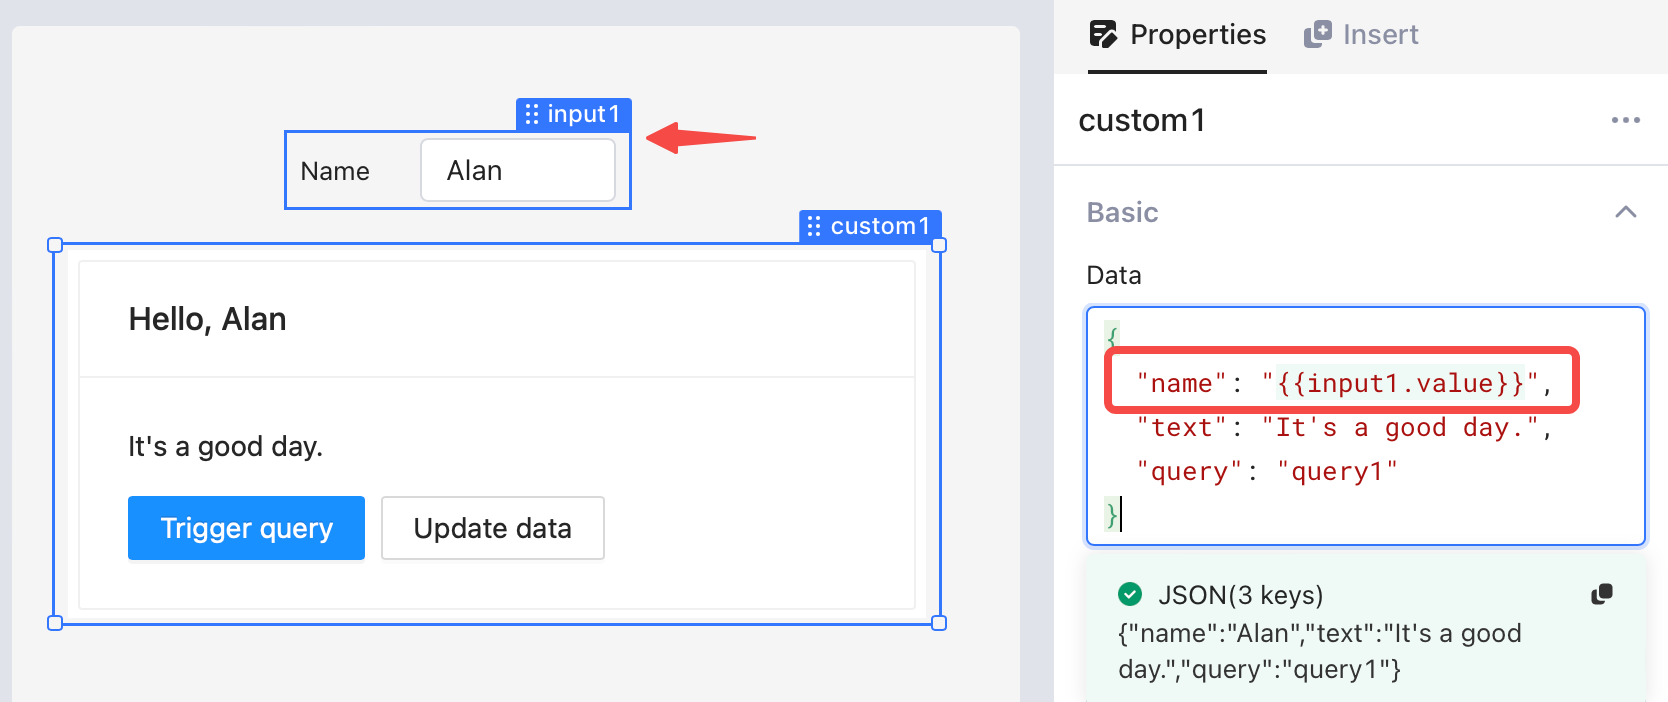 input1
Name
Alan
custom1
Hello, Alan
It's a good day.
Trigger query
Update data
Properties
Insert
custom1
Basic
Data
{
"name": "{{input1.value}}",
"text": "It's a good day.",
"query": "query1"
}
JSON(3 keys)
{"name":"Alan","text":"It's a good
day.","query":"query1"}